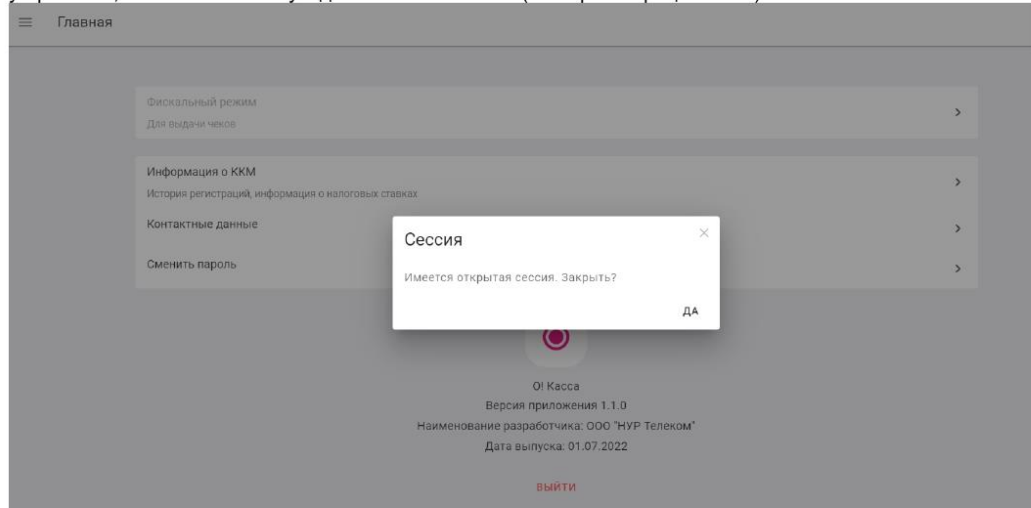 Главная
Фискальный режим
Для выдачи чеков
Информация о ККМ
История регистраций, информация о налоговых ставках
Контактные данные
Сменить пароль
Сессия
Имеется открытая сессия. Закрыть?
ДА
О! Касса
Версия приложения 1.1.0
Наименование разработчика: ООО "НУР Телеком"
Дата выпуска: 01.07.2022
ВЫЙТИ